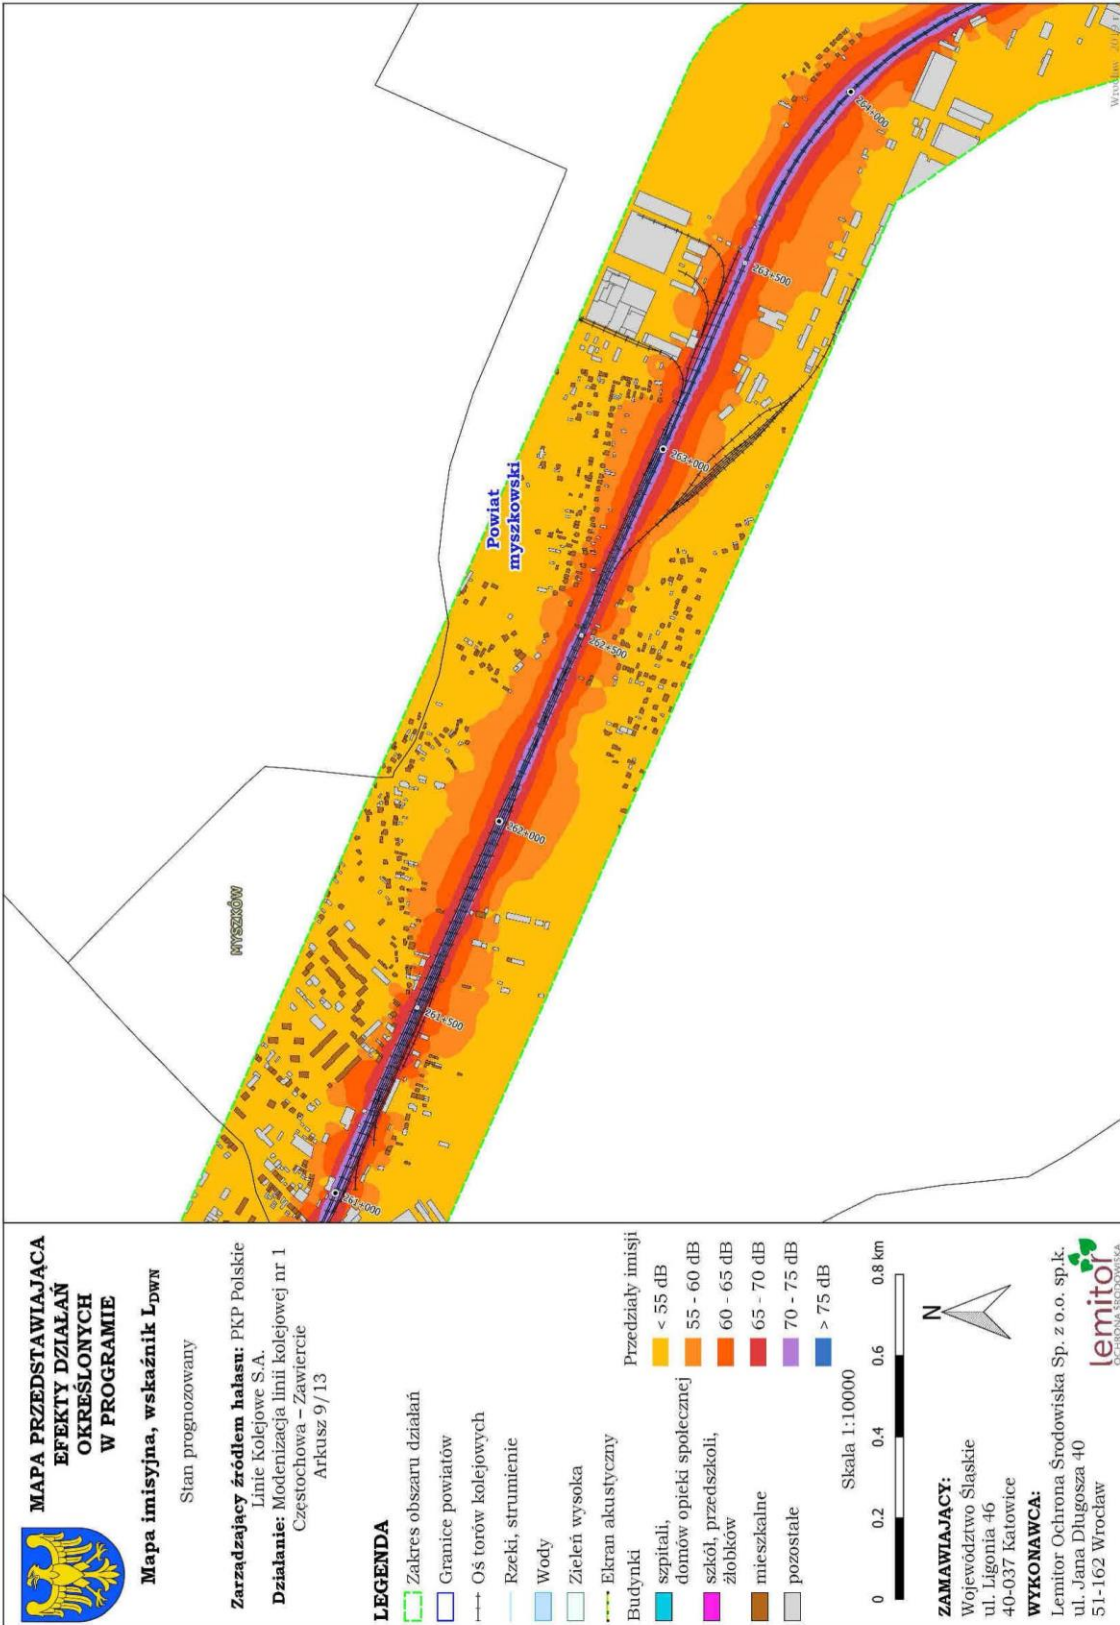 MAPA PRZEDSTAWIAJĄCA
EFEKTY DZIAŁAŃ
OKREŚLONYCH
W PROGRAMIE
Mapa imisyjna, wskaźnik LDWN
Stan prognozowany
Zarządzający źródłem hałasu: PKP Polskie
Linie Kolejowe S.A.
Działanie: Modenizacja linii kolejowej nr 1
Częstochowa – Zawiercie
Arkusz 9/13
LEGENDA
Zakres obszaru działań
Granice powiatów
Oś torów kolejowych
Rzeki, strumienie
Wody
Zieleń wysoka
Ekran akustyczny
Budynki
szpitali,
domów opieki społecznej
szkół, przedszkoli,
żłobków
mieszkalne
pozostałe
Przedziały imisji
< 55 dB
55 - 60 dB
60 - 65 dB
65 - 70 dB
70 - 75 dB
> 75 dB
Skala 1:10000
0 0.2 0.4 0.6 0.8 km
N
ZAMAWIAJĄCY:
Województwo Śląskie
ul. Ligonia 46
40-037 Katowice
WYKONAWCA:
Lemitor Ochrona Środowiska Sp. z o.o. sp.k.
ul. Jana Długosza 40
51-162 Wrocław
lemitor
OCHRONA ŚRODOWISKA
MYSZKÓW
Powiat
myszkowski
261+000
261+500
262+000
262+500
263+000
263+500
264+000
Wrocław